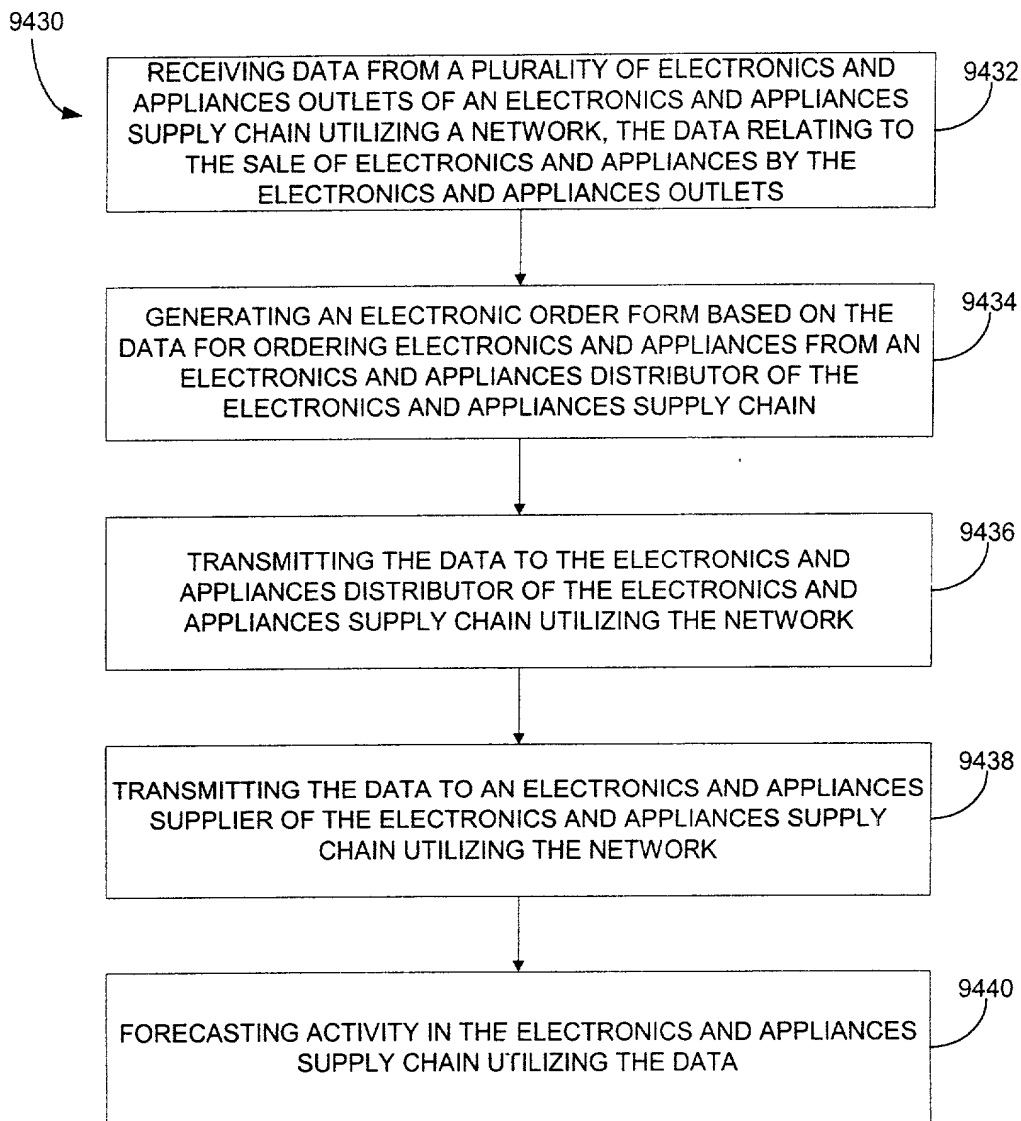 9430
RECEIVING DATA FROM A PLURALITY OF ELECTRONICS AND
APPLIANCES OUTLETS OF AN ELECTRONICS AND APPLIANCES
SUPPLY CHAIN UTILIZING A NETWORK, THE DATA RELATING TO
THE SALE OF ELECTRONICS AND APPLIANCES BY THE
ELECTRONICS AND APPLIANCES OUTLETS
9432
GENERATING AN ELECTRONIC ORDER FORM BASED ON THE
DATA FOR ORDERING ELECTRONICS AND APPLIANCES FROM AN
ELECTRONICS AND APPLIANCES DISTRIBUTOR OF THE
ELECTRONICS AND APPLIANCES SUPPLY CHAIN
9434
TRANSMITTING THE DATA TO THE ELECTRONICS AND
APPLIANCES DISTRIBUTOR OF THE ELECTRONICS AND
APPLIANCES SUPPLY CHAIN UTILIZING THE NETWORK
9436
TRANSMITTING THE DATA TO AN ELECTRONICS AND APPLIANCES
SUPPLIER OF THE ELECTRONICS AND APPLIANCES SUPPLY
CHAIN UTILIZING THE NETWORK
9438
FORECASTING ACTIVITY IN THE ELECTRONICS AND APPLIANCES
SUPPLY CHAIN UTILIZING THE DATA
9440